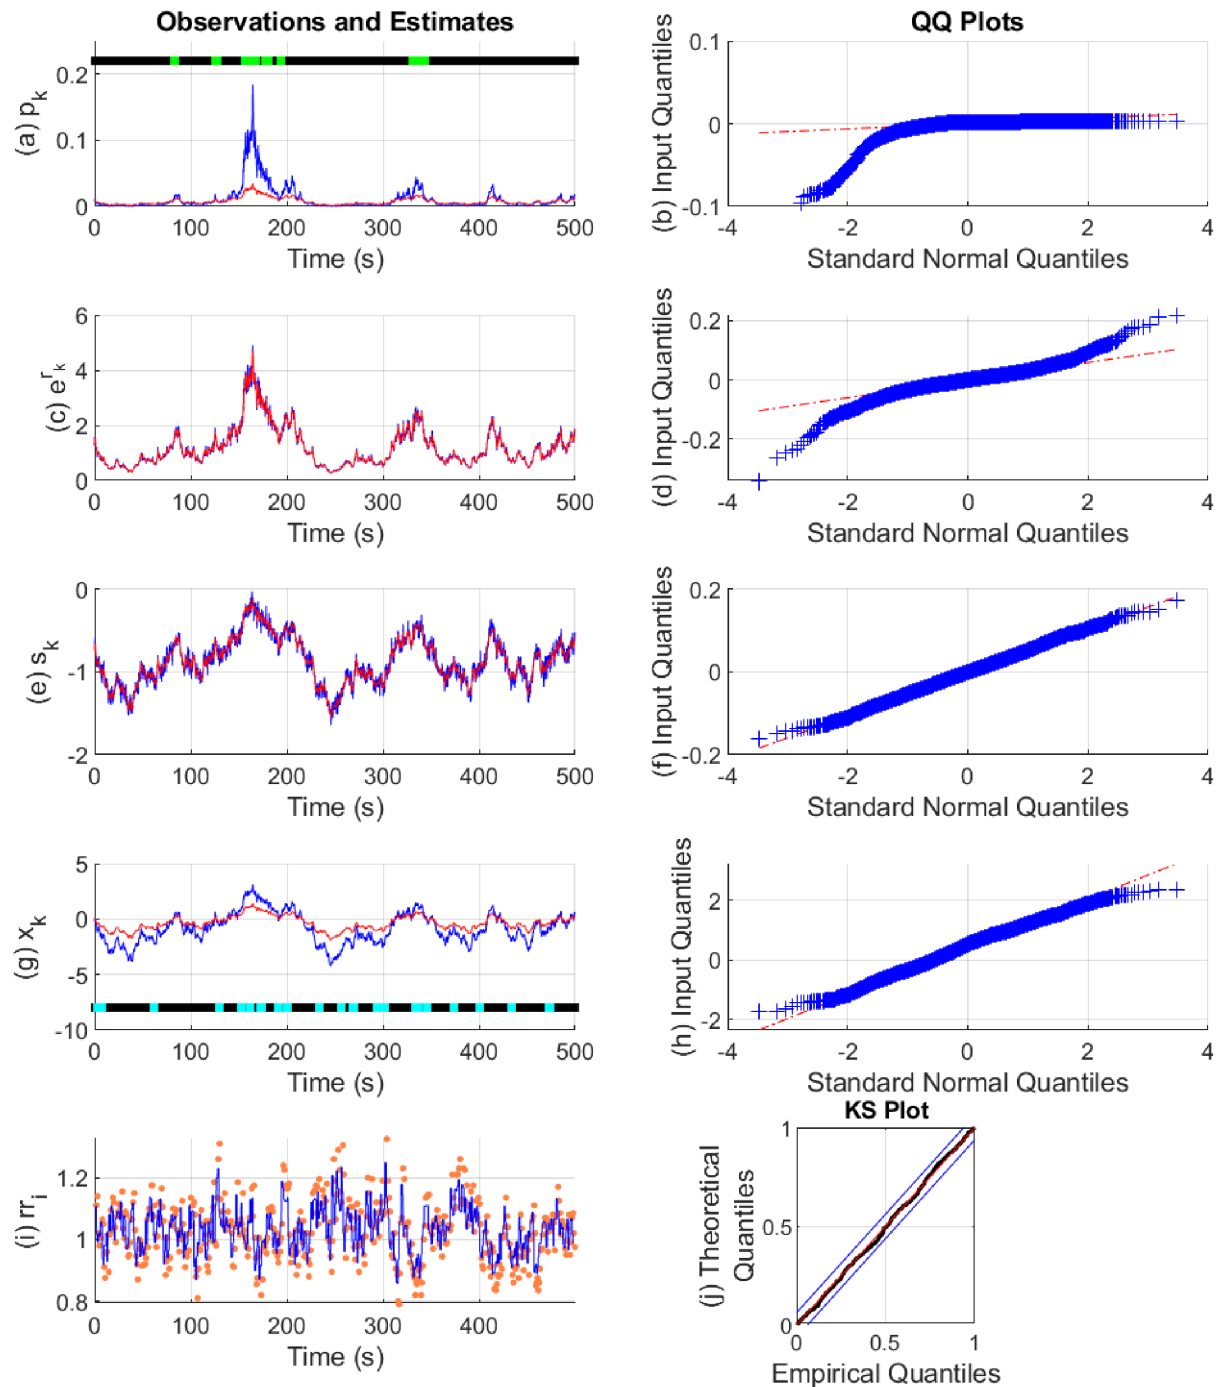 Observations and Estimates
(a) p_k
0.2
0.1
0
0 100 200 300 400 500
Time (s)
QQ Plots
(b) Input Quantiles
0.1
0
-0.1
-4 -2 0 2 4
Standard Normal Quantiles
(c) e^r_k
6
4
2
0
0 100 200 300 400 500
Time (s)
(d) Input Quantiles
0.2
0
-0.2
-4 -2 0 2 4
Standard Normal Quantiles
(e) s_k
0
-1
-2
0 100 200 300 400 500
Time (s)
(f) Input Quantiles
0.2
0
-0.2
-4 -2 0 2 4
Standard Normal Quantiles
(g) x_k
5
0
-5
-10
0 100 200 300 400 500
Time (s)
(h) Input Quantiles
2
0
-2
-4 -2 0 2 4
Standard Normal Quantiles
(i) rr_i
1.2
1
0.8
0 100 200 300 400 500
Time (s)
KS Plot
(j) Theoretical
Quantiles
1
0.5
0
0 0.5 1
Empirical Quantiles